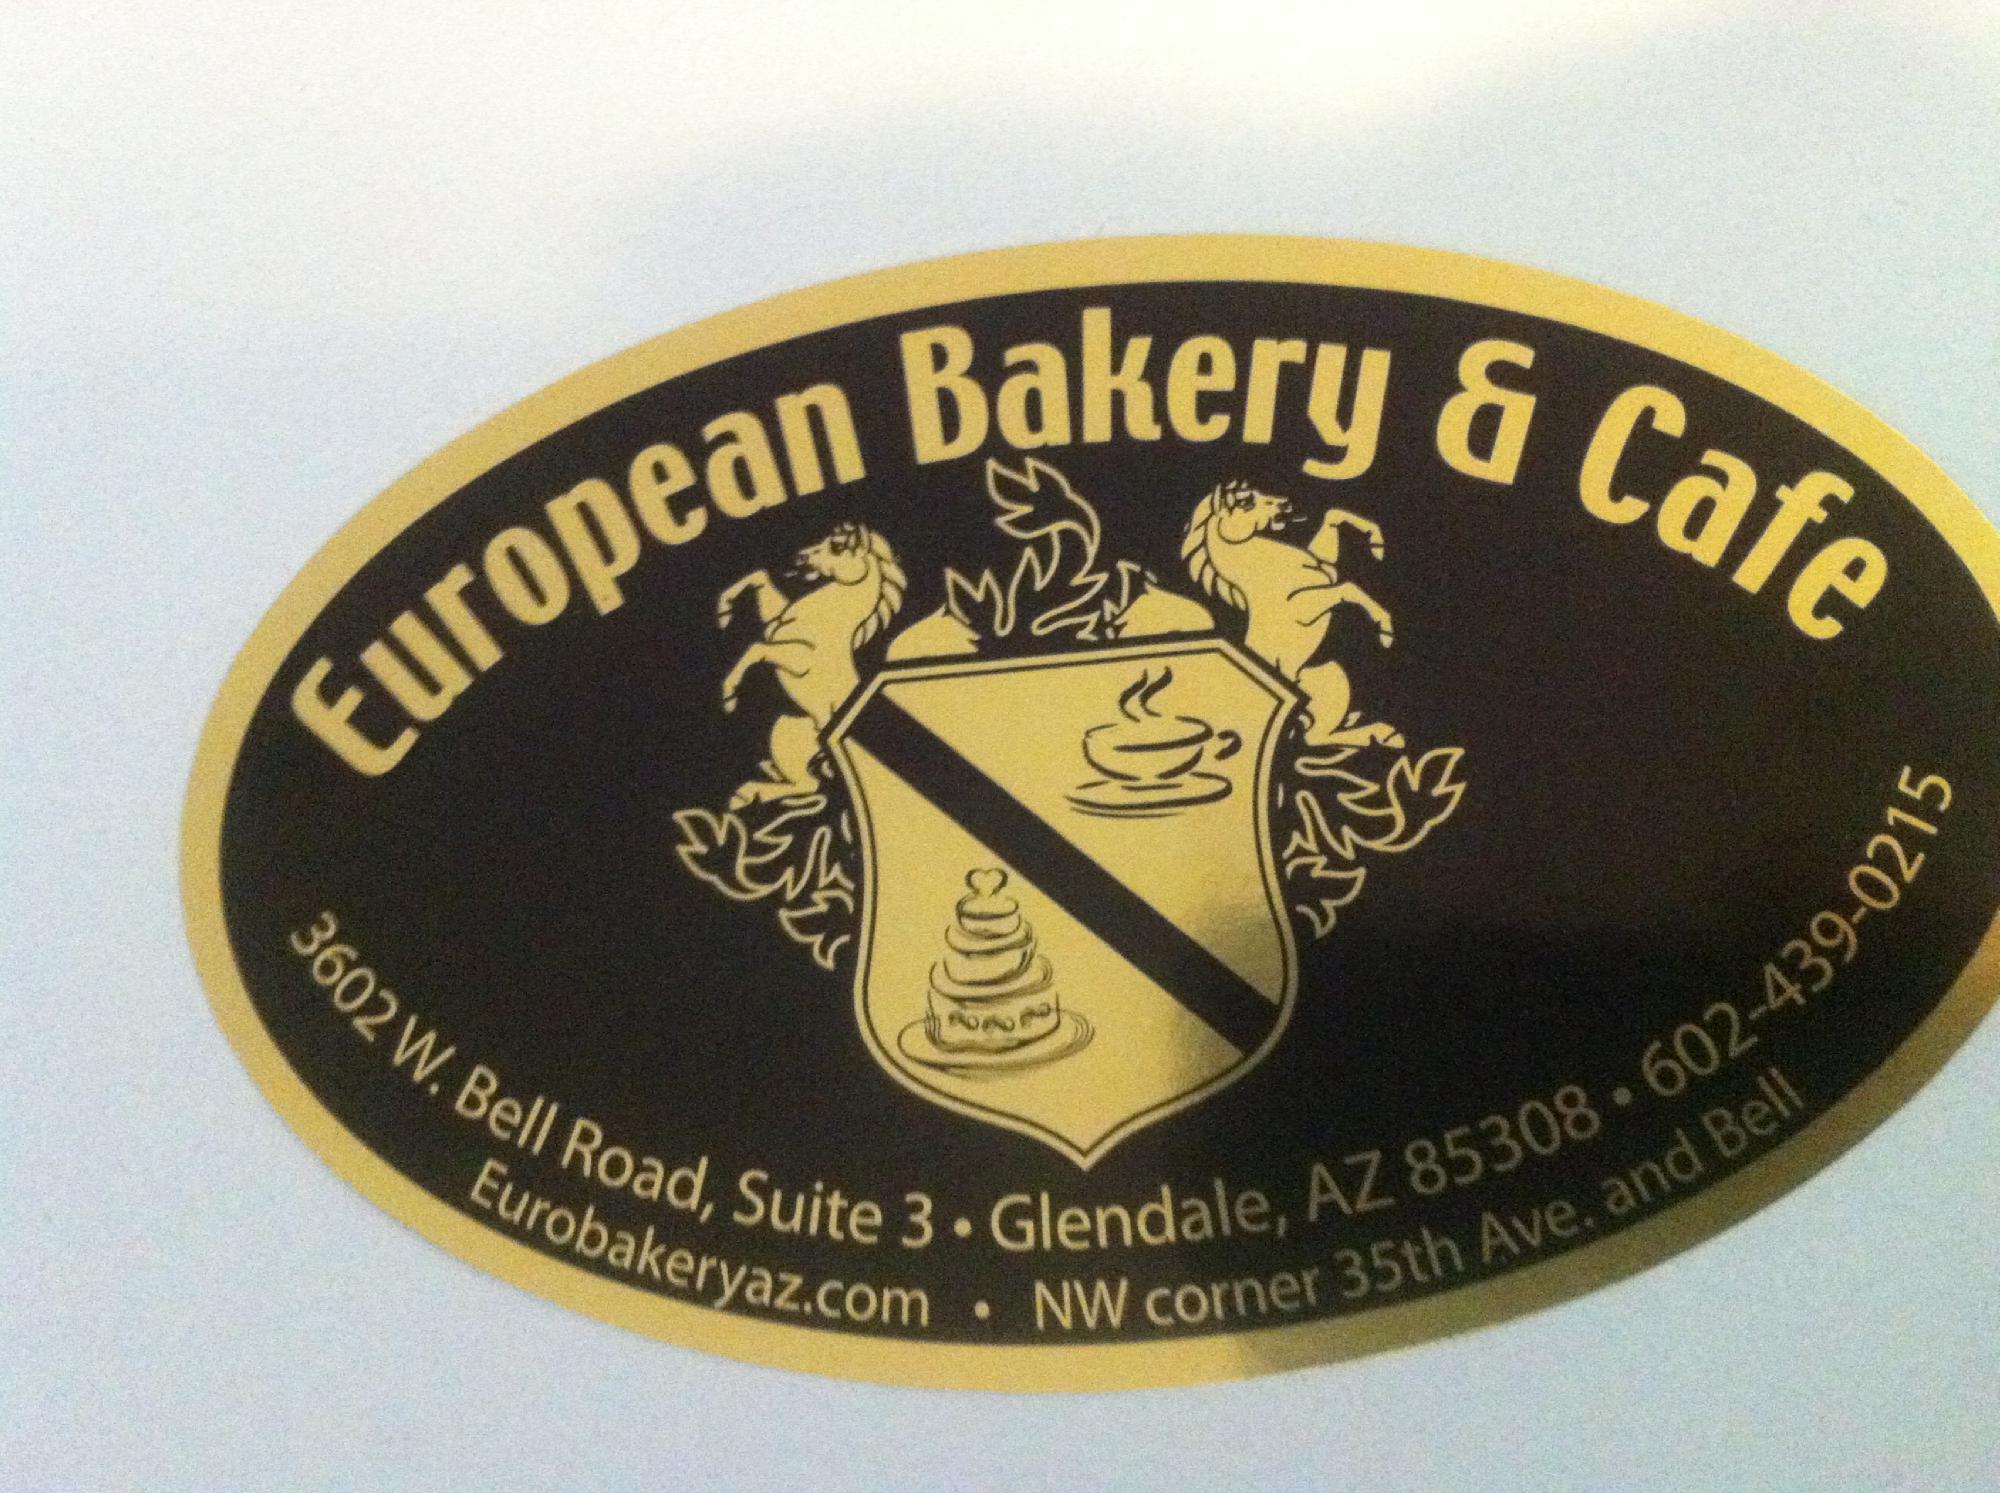 European Bakery & Cafe
3602 W. Bell Road, Suite 3 • Glendale, AZ 85308 • 602-439-0215
Eurobakeryaz.com • NW corner 35th Ave. and Bell